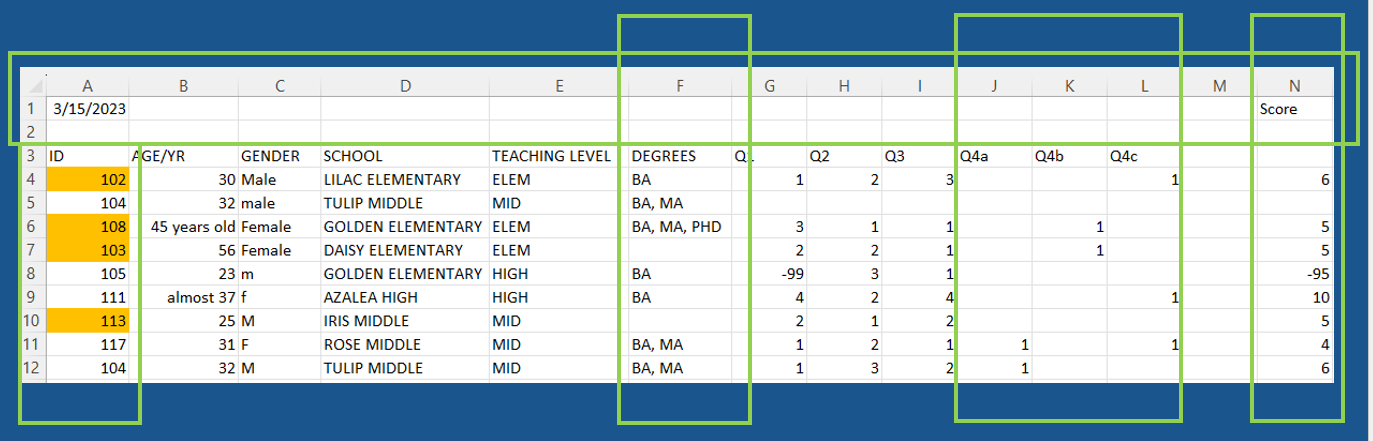 A B C D E F G H I J K L M N
1 3/15/2023 Score
2
3 ID AGE/YR GENDER SCHOOL TEACHING LEVEL DEGREES Q1 Q2 Q3 Q4a Q4b Q4c
4 102 30 Male LILAC ELEMENTARY ELEM BA 1 2 3 1 6
5 104 32 male TULIP MIDDLE MID BA, MA
6 108 45 years old Female GOLDEN ELEMENTARY ELEM BA, MA, PHD 3 1 1 1 5
7 103 56 Female DAISY ELEMENTARY ELEM 2 2 1 1 5
8 105 23 m GOLDEN ELEMENTARY HIGH BA -99 3 1 -95
9 111 almost 37 f AZALEA HIGH HIGH BA 4 2 4 1 10
10 113 25 M IRIS MIDDLE MID 2 1 2 5
11 117 31 F ROSE MIDDLE MID BA, MA 1 2 1 1 1 4
12 104 32 M TULIP MIDDLE MID BA, MA 1 3 2 1 6